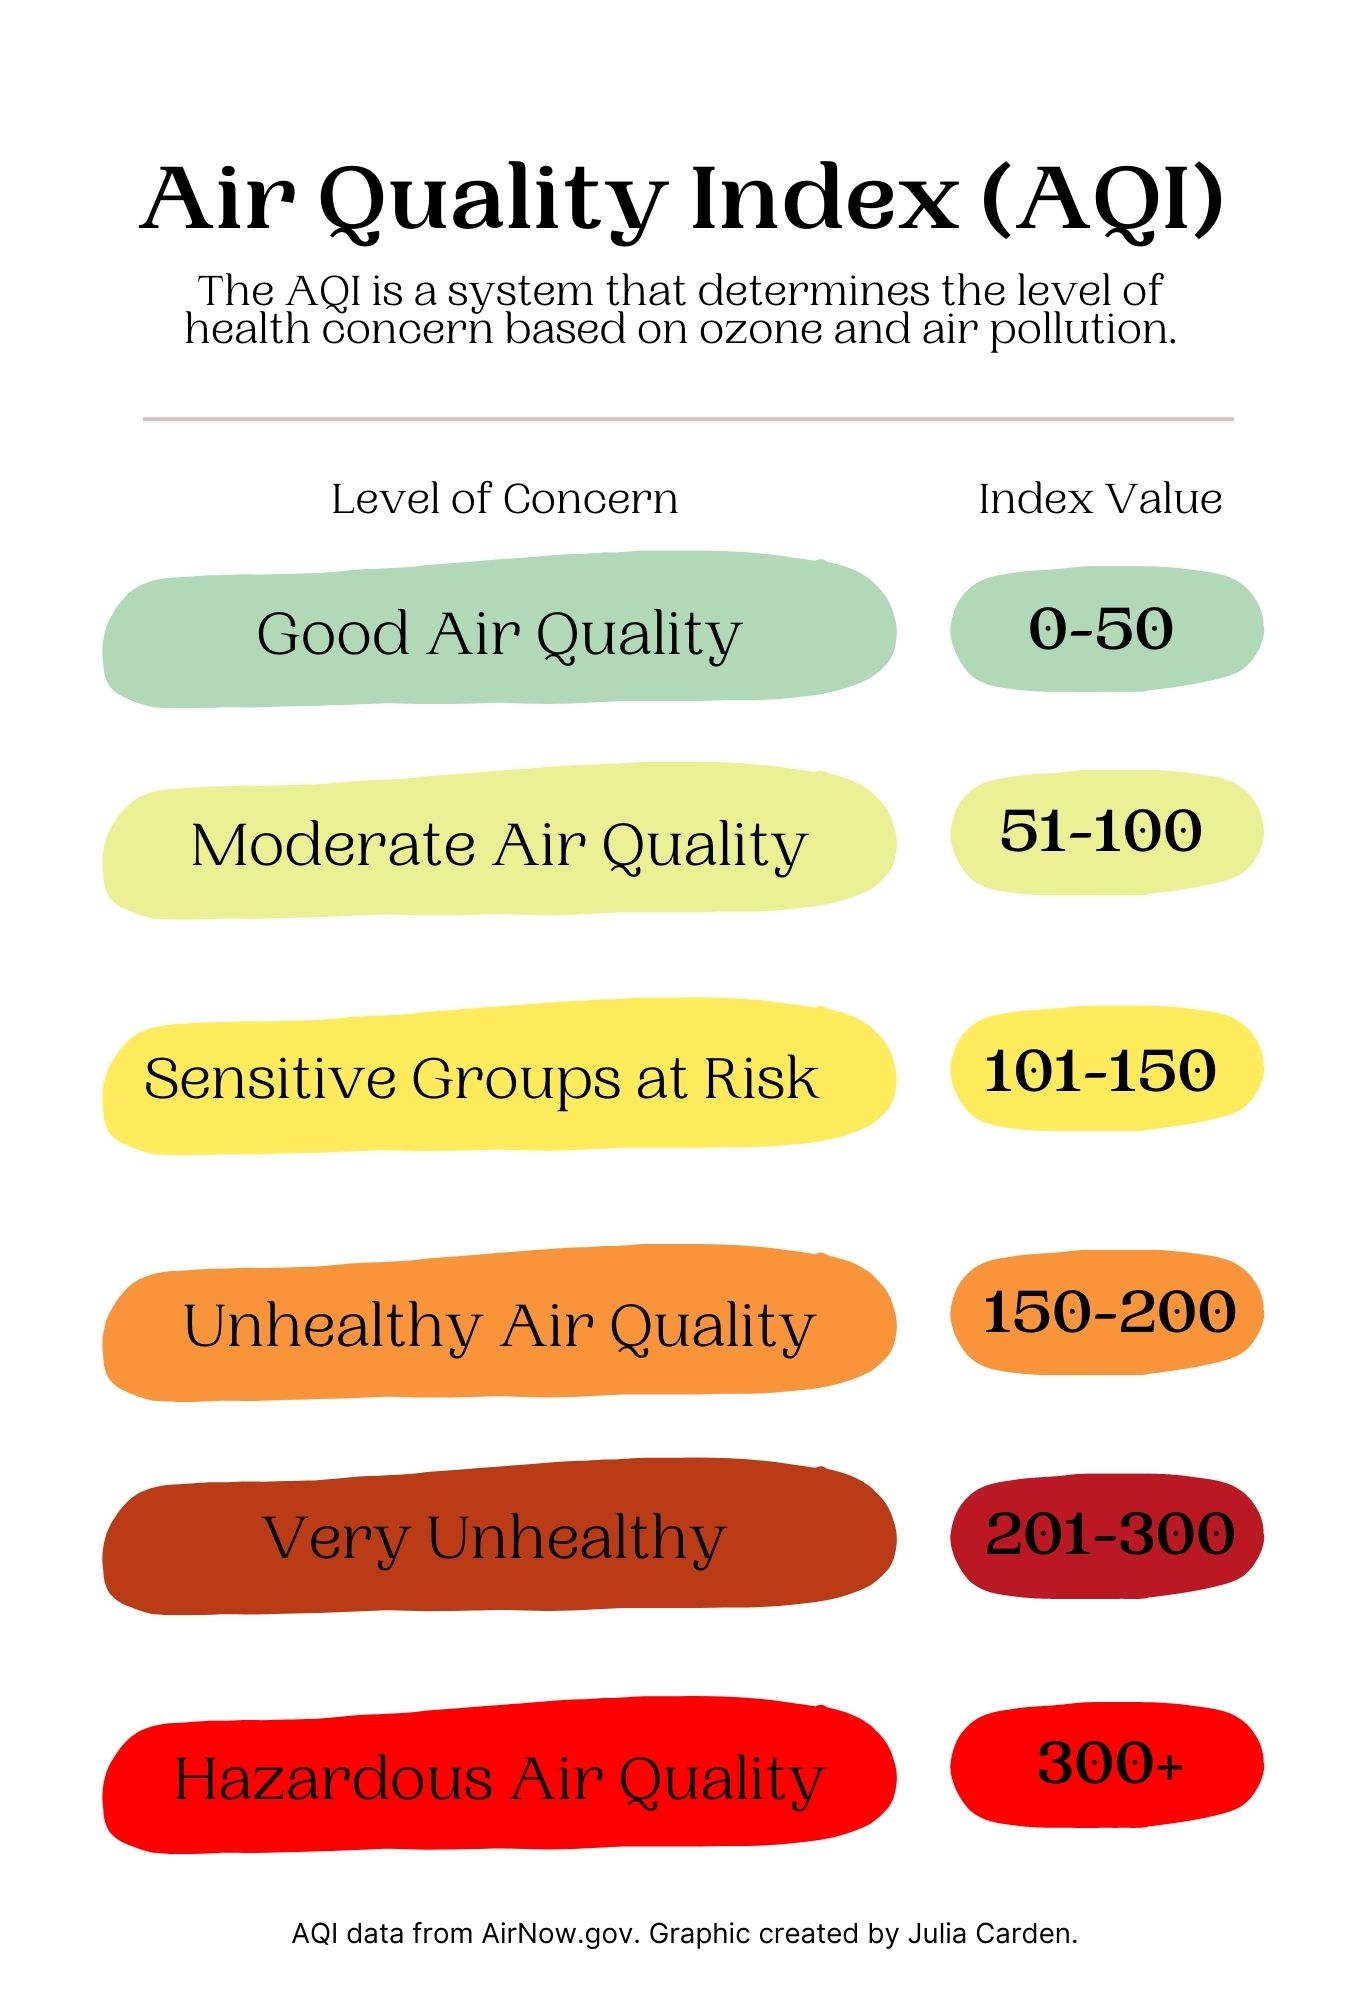 Air Quality Index (AQI)
The AQI is a system that determines the level of
health concern based on ozone and air pollution.
Level of Concern Index Value
Good Air Quality 0-50
Moderate Air Quality 51-100
Sensitive Groups at Risk 101-150
Unhealthy Air Quality 150-200
Very Unhealthy 201-300
Hazardous Air Quality 300+
AQI data from AirNow.gov. Graphic created by Julia Carden.